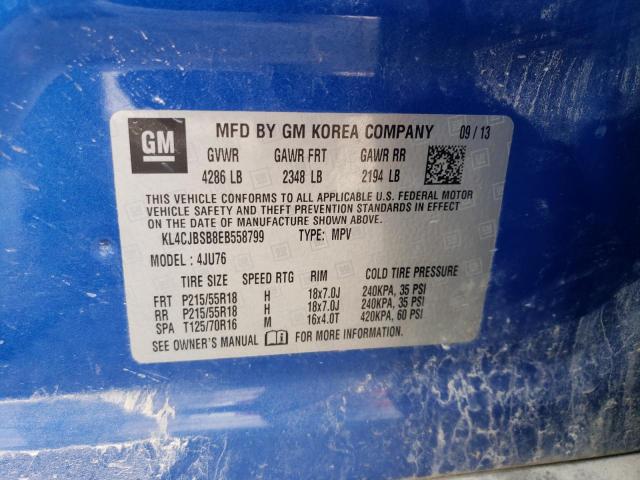 GM MFD BY GM KOREA COMPANY 09/13
GVWR GAWR FRT GAWR RR
4286 LB 2348 LB 2194 LB
THIS VEHICLE CONFORMS TO ALL APPLICABLE U.S. FEDERAL MOTOR
VEHICLE SAFETY AND THEFT PREVENTION STANDARDS IN EFFECT
ON THE DATE OF MANUFACTURE SHOWN ABOVE.
KL4CJBSB8EB558799 TYPE: MPV
MODEL: 4JU76
TIRE SIZE SPEED RTG RIM COLD TIRE PRESSURE
FRT P215/55R18 H 18x7.0J 240KPA, 35 PSI
RR P215/55R18 H 18x7.0J 240KPA, 35 PSI
SPA T125/70R16 M 16x4.0T 420KPA, 60 PSI
SEE OWNER'S MANUAL FOR MORE INFORMATION.